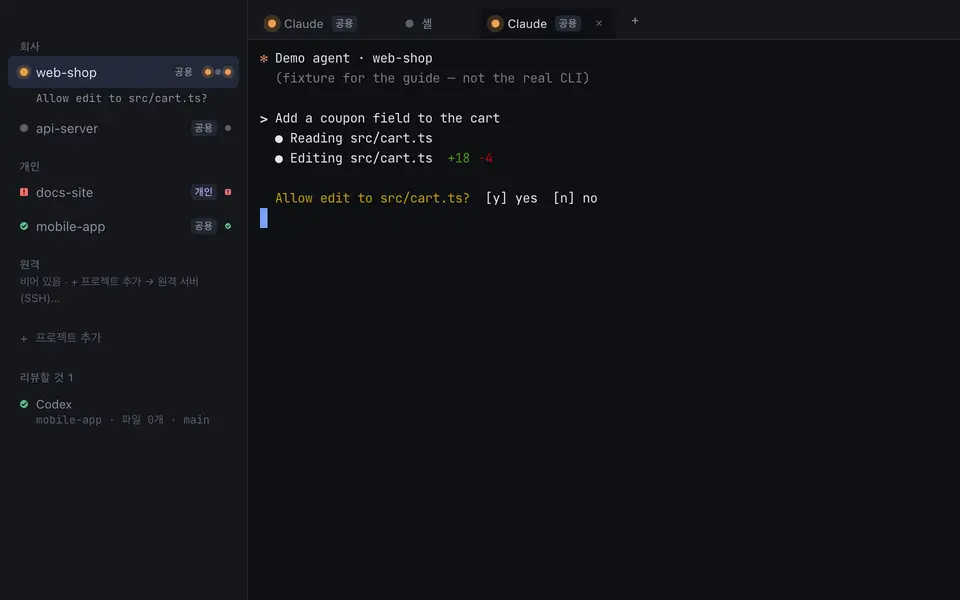 회사
web-shop 공용
Allow edit to src/cart.ts?
api-server 공용
개인
docs-site 개인
mobile-app 공용
원격
비어 있음 · + 프로젝트 추가 → 원격 서버
(SSH)…
+ 프로젝트 추가
리뷰할 것 1
Codex
mobile-app · 파일 0개 · main
Claude 공용 셸 Claude 공용 × +
* Demo agent · web-shop
(fixture for the guide — not the real CLI)
> Add a coupon field to the cart
● Reading src/cart.ts
● Editing src/cart.ts +18 -4
Allow edit to src/cart.ts? [y] yes [n] no